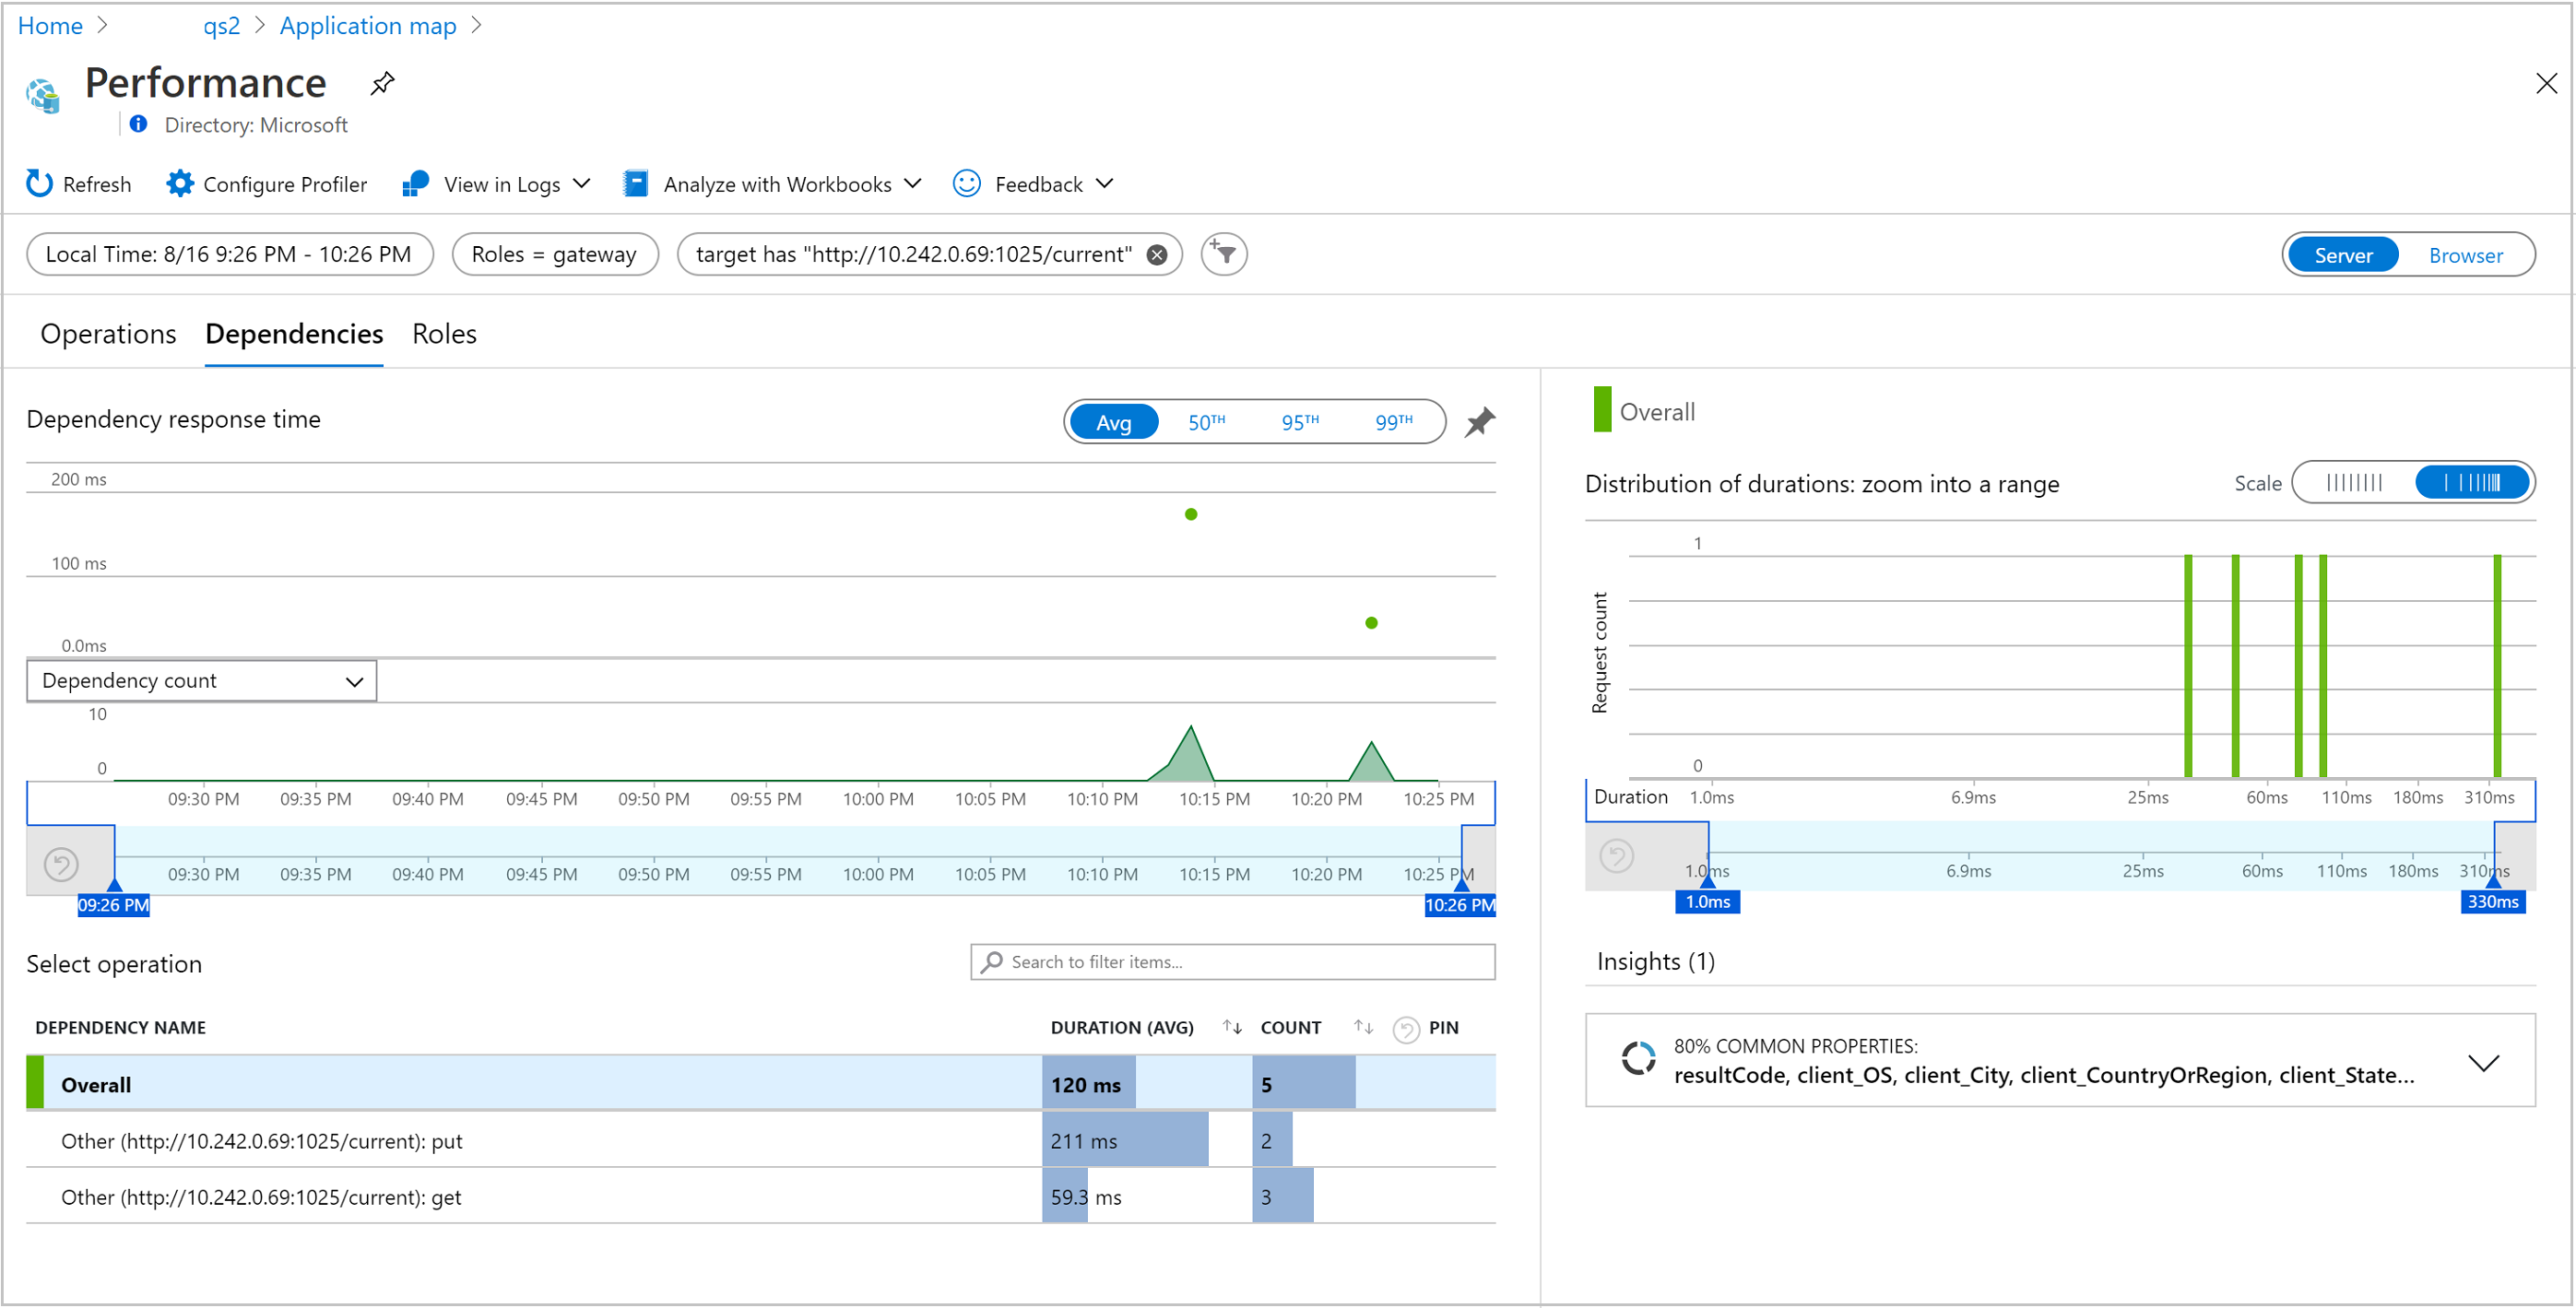 Home > qs2 > Application map >
Performance
Directory: Microsoft
Refresh Configure Profiler View in Logs Analyze with Workbooks Feedback
Local Time: 8/16 9:26 PM - 10:26 PM Roles = gateway target has "http://10.242.0.69:1025/current" Server Browser
Operations Dependencies Roles
Dependency response time Avg 50TH 95TH 99TH
200 ms
100 ms
0.0ms
Dependency count
10
0
09:30 PM 09:35 PM 09:40 PM 09:45 PM 09:50 PM 09:55 PM 10:00 PM 10:05 PM 10:10 PM 10:15 PM 10:20 PM 10:25 PM
09:30 PM 09:35 PM 09:40 PM 09:45 PM 09:50 PM 09:55 PM 10:00 PM 10:05 PM 10:10 PM 10:15 PM 10:20 PM 10:25 PM
09:26 PM 10:26 PM
Select operation Search to filter items...
DEPENDENCY NAME DURATION (AVG) COUNT PIN
Overall 120 ms 5
Other (http://10.242.0.69:1025/current): put 211 ms 2
Other (http://10.242.0.69:1025/current): get 59.3 ms 3
Overall
Distribution of durations: zoom into a range Scale
1
Request count
0
Duration 1.0ms 6.9ms 25ms 60ms 110ms 180ms 310ms
1.0ms 6.9ms 25ms 60ms 110ms 180ms 310ms
1.0ms 330ms
Insights (1)
80% COMMON PROPERTIES:
resultCode, client_OS, client_City, client_CountryOrRegion, client_State...